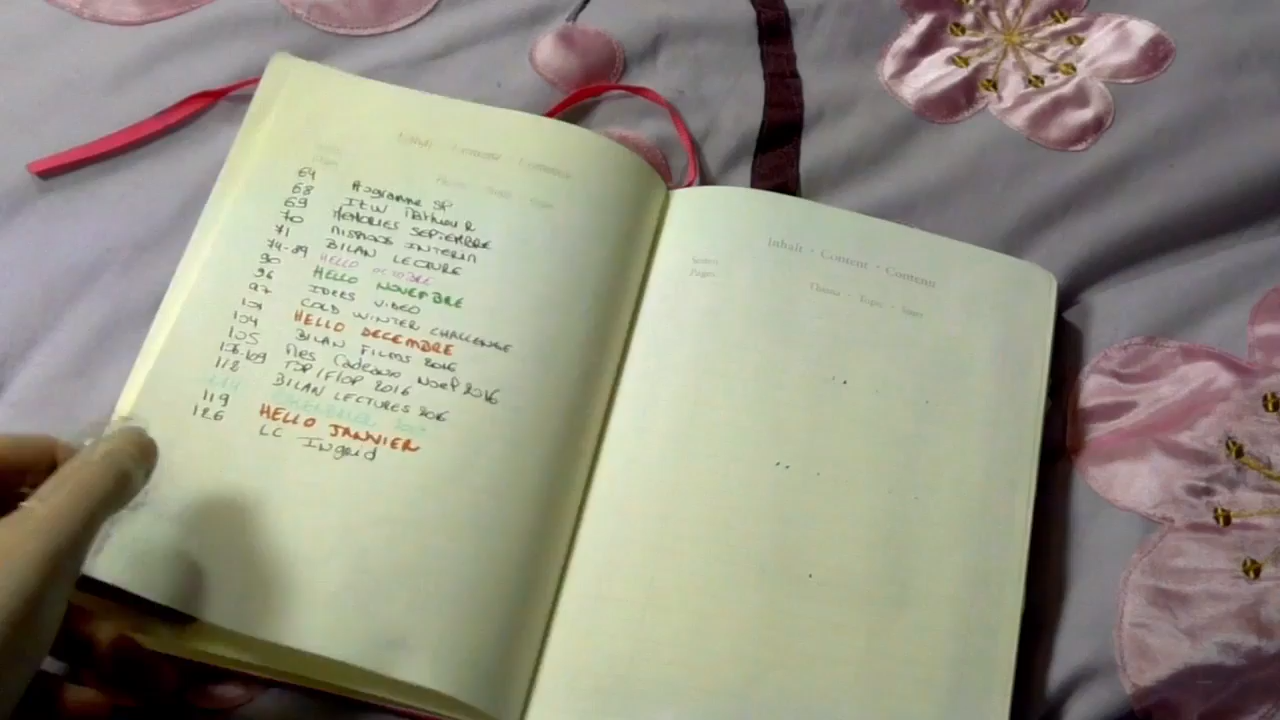 Inhalt · Content · Contenu
Pages
64 Programme SP
68 ITW
69 MEMORIES SEPTEMBRE
70 MISSIONS INTERIM
71 BILAN LECTURE
74-89 HELLO OCTOBRE
90 HELLO NOVEMBRE
96 IDEES VIDEO
97 COLD WINTER CHALLENGE
101 HELLO DECEMBRE
104 BILAN FILMS 2016
105 Mes Cadeaux Noël 2016
106-109 TOP/FLOP 2016
112 BILAN LECTURES 2016
119 HELLO JANVIER
126 LC Ingrid
Inhalt · Content · Contenu
Seiten
Pages
Thema · Topic · Sujet